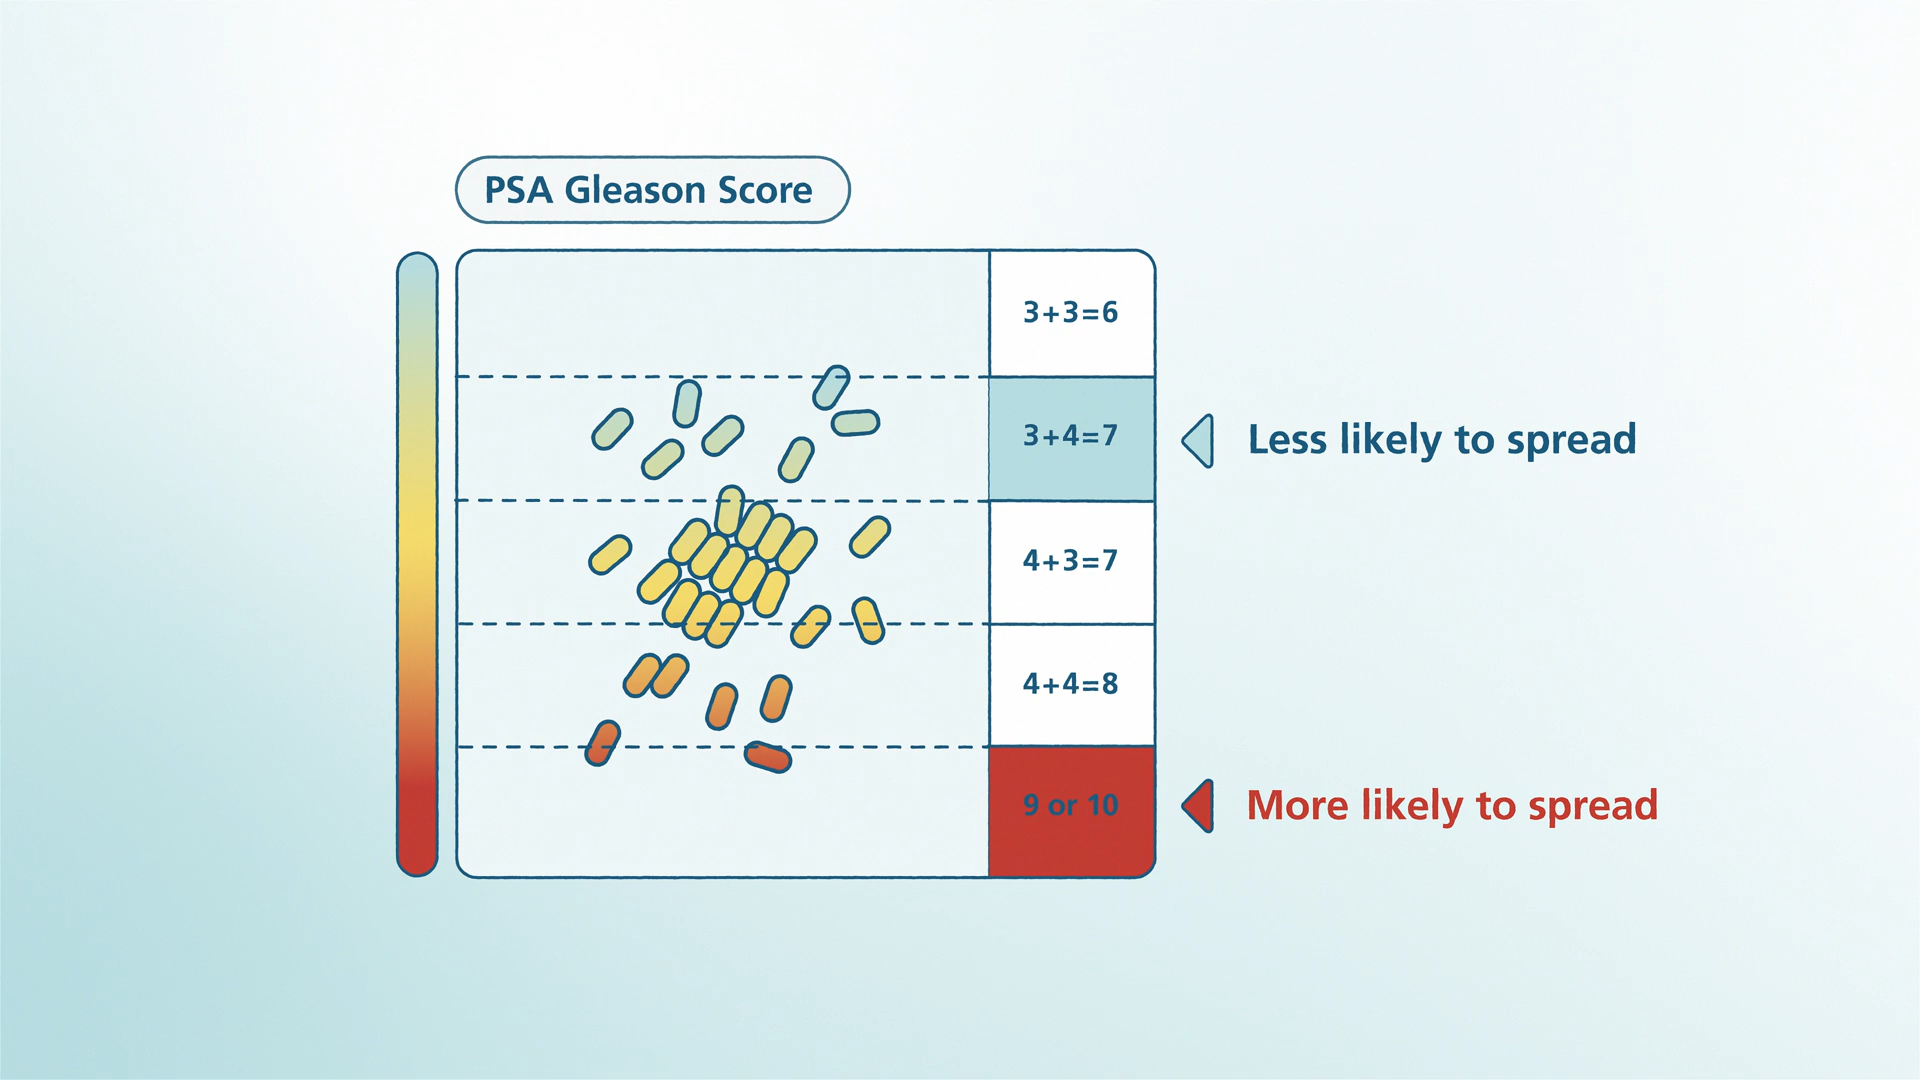 PSA Gleason Score
3+3=6
3+4=7
Less likely to spread
4+3=7
4+4=8
9 or 10
More likely to spread